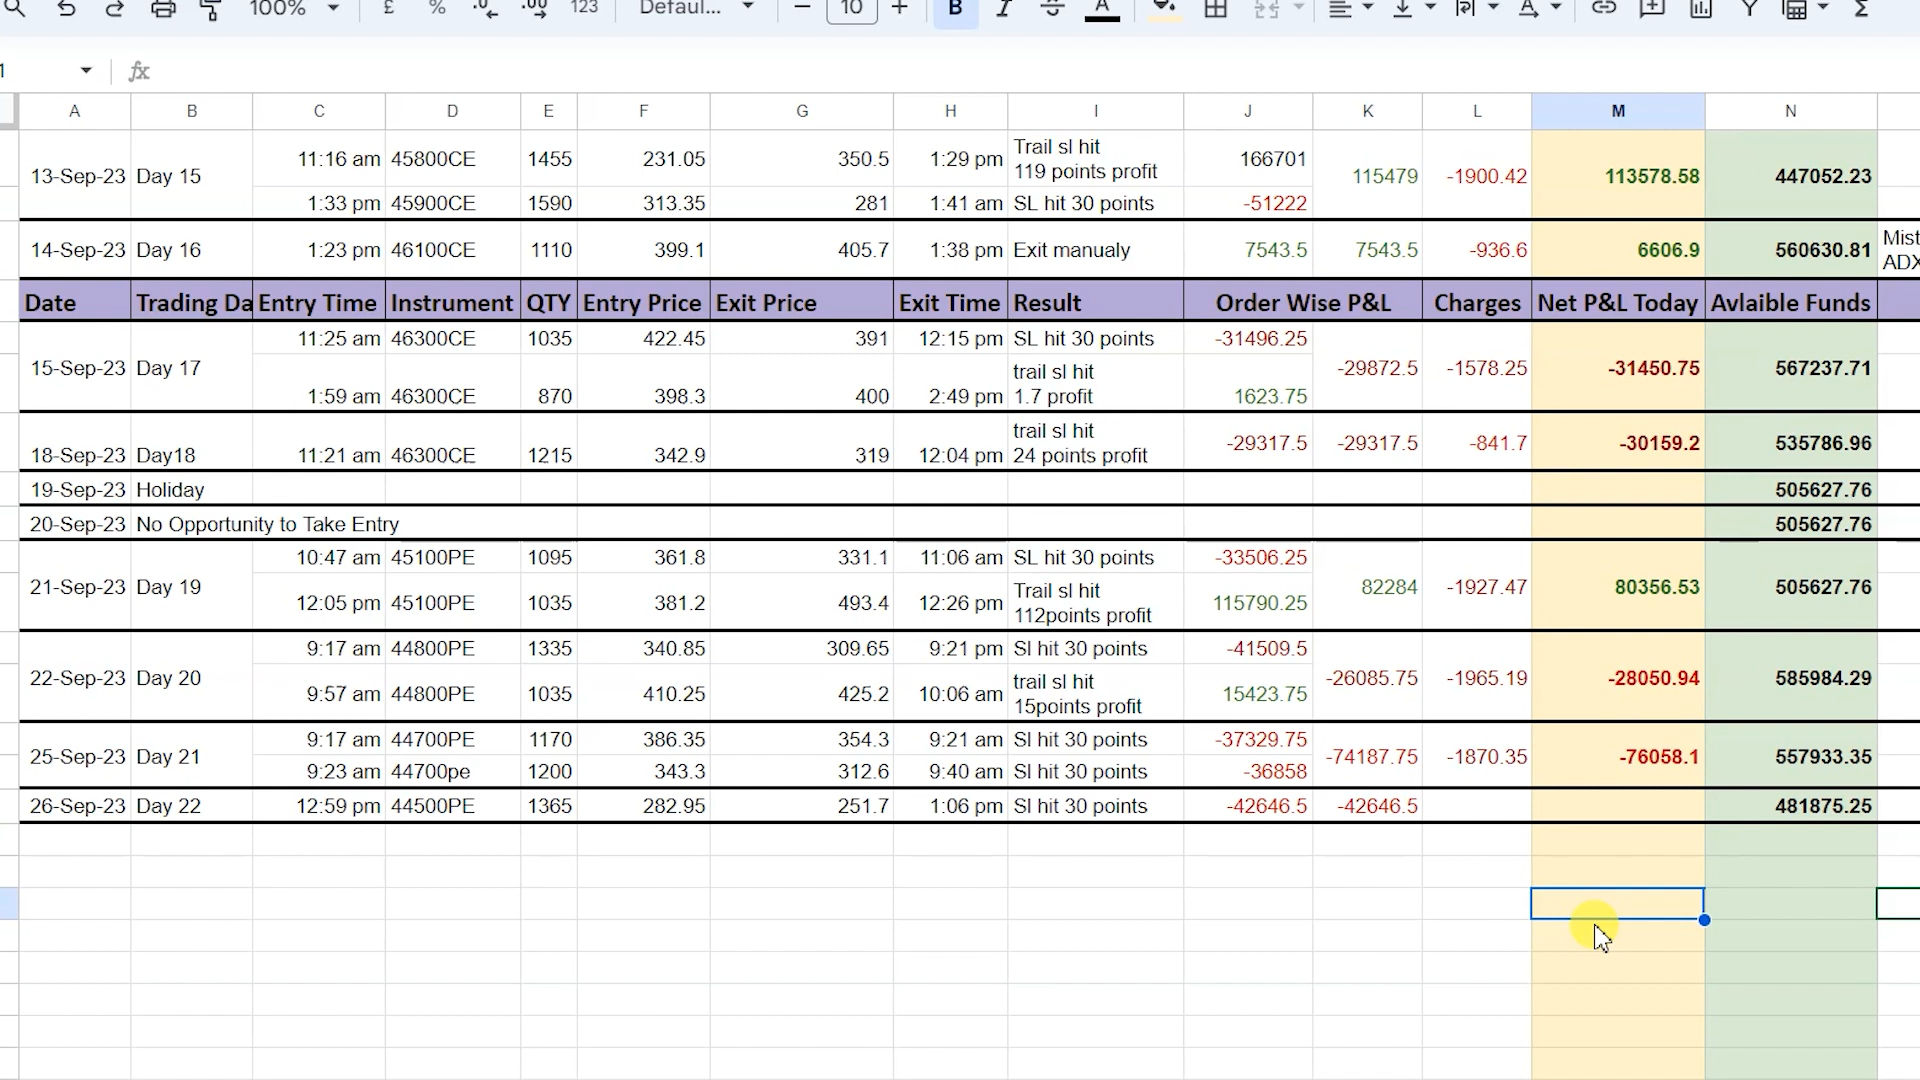 100% £ % .0 .00 123 Defaul... 10 B I A
1 fx
A B C D E F G H I J K L M N
13-Sep-23 Day 15 11:16 am 45800CE 1455 231.05 350.5 1:29 pm Trail sl hit 119 points profit 166701 115479 -1900.42 113578.58 447052.23
1:33 pm 45900CE 1590 313.35 281 1:41 am SL hit 30 points -51222
14-Sep-23 Day 16 1:23 pm 46100CE 1110 399.1 405.7 1:38 pm Exit manualy 7543.5 7543.5 -936.6 6606.9 560630.81 Mist ADX
Date Trading Da Entry Time Instrument QTY Entry Price Exit Price Exit Time Result Order Wise P&L Charges Net P&L Today Avlaible Funds
15-Sep-23 Day 17 11:25 am 46300CE 1035 422.45 391 12:15 pm SL hit 30 points -31496.25 -29872.5 -1578.25 -31450.75 567237.71
1:59 am 46300CE 870 398.3 400 2:49 pm trail sl hit 1.7 profit 1623.75
18-Sep-23 Day18 11:21 am 46300CE 1215 342.9 319 12:04 pm trail sl hit 24 points profit -29317.5 -29317.5 -841.7 -30159.2 535786.96
19-Sep-23 Holiday 505627.76
20-Sep-23 No Opportunity to Take Entry 505627.76
21-Sep-23 Day 19 10:47 am 45100PE 1095 361.8 331.1 11:06 am SL hit 30 points -33506.25 82284 -1927.47 80356.53 505627.76
12:05 pm 45100PE 1035 381.2 493.4 12:26 pm Trail sl hit 112points profit 115790.25
22-Sep-23 Day 20 9:17 am 44800PE 1335 340.85 309.65 9:21 pm Sl hit 30 points -41509.5 -26085.75 -1965.19 -28050.94 585984.29
9:57 am 44800PE 1035 410.25 425.2 10:06 am trail sl hit 15points profit 15423.75
25-Sep-23 Day 21 9:17 am 44700PE 1170 386.35 354.3 9:21 am Sl hit 30 points -37329.75 -74187.75 -1870.35 -76058.1 557933.35
9:23 am 44700pe 1200 343.3 312.6 9:40 am Sl hit 30 points -36858
26-Sep-23 Day 22 12:59 pm 44500PE 1365 282.95 251.7 1:06 pm Sl hit 30 points -42646.5 -42646.5 481875.25